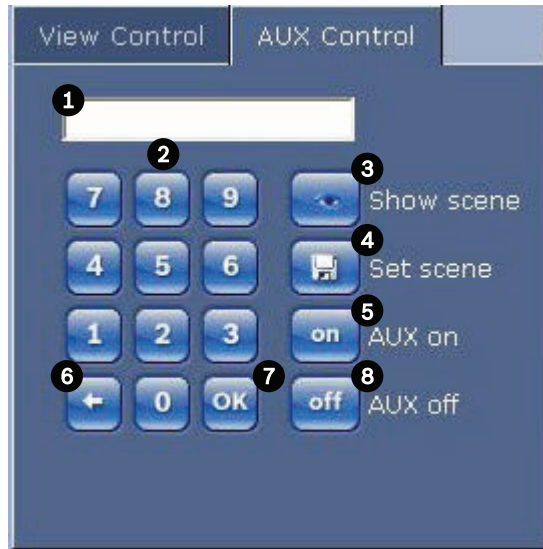 View Control AUX Control
1
2
3
7 8 9 Show scene
4
4 5 6 Set scene
5
1 2 3 on AUX on
6 7 8
0 OK off AUX off